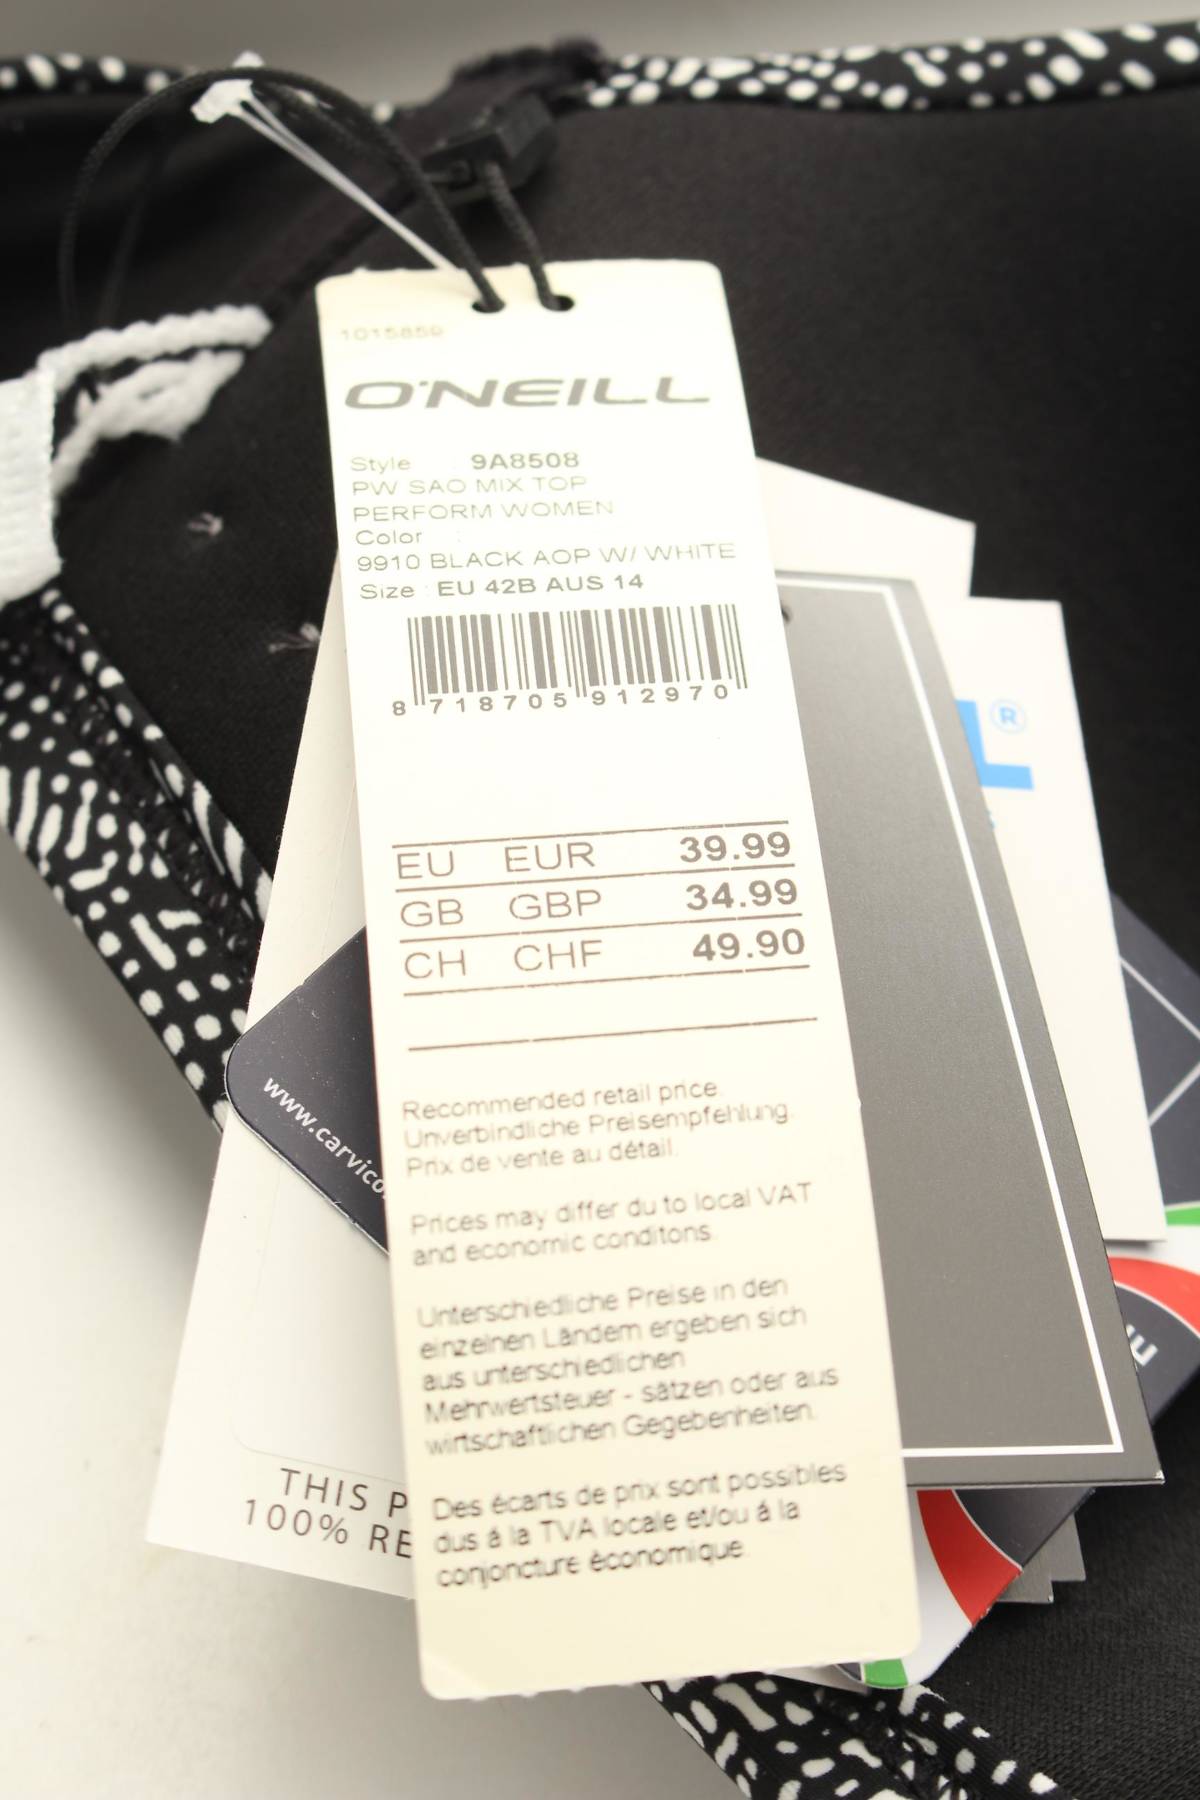 1015859
O'NEILL
Style : 9A8508
PW SAO MIX TOP
PERFORM WOMEN
Color :
9910 BLACK AOP W/ WHITE
Size : EU 42B AUS 14
8 718705 912970
EU EUR 39.99
GB GBP 34.99
CH CHF 49.90
Recommended retail price.
Unverbindliche Preisempfehlung.
Prix de vente au détail.
Prices may differ du to local VAT
and economic conditons.
Unterschiedliche Preise in den
einzelnen Ländern ergeben sich
aus unterschiedlichen
Mehrwertsteuer - sätzen oder aus
wirtschaftlichen Gegebenheiten.
Des écarts de prix sont possibles
dus á la TVA locale et/ou á la
conjoncture économique.
www.carvico
THIS P
100% RE
L®
E